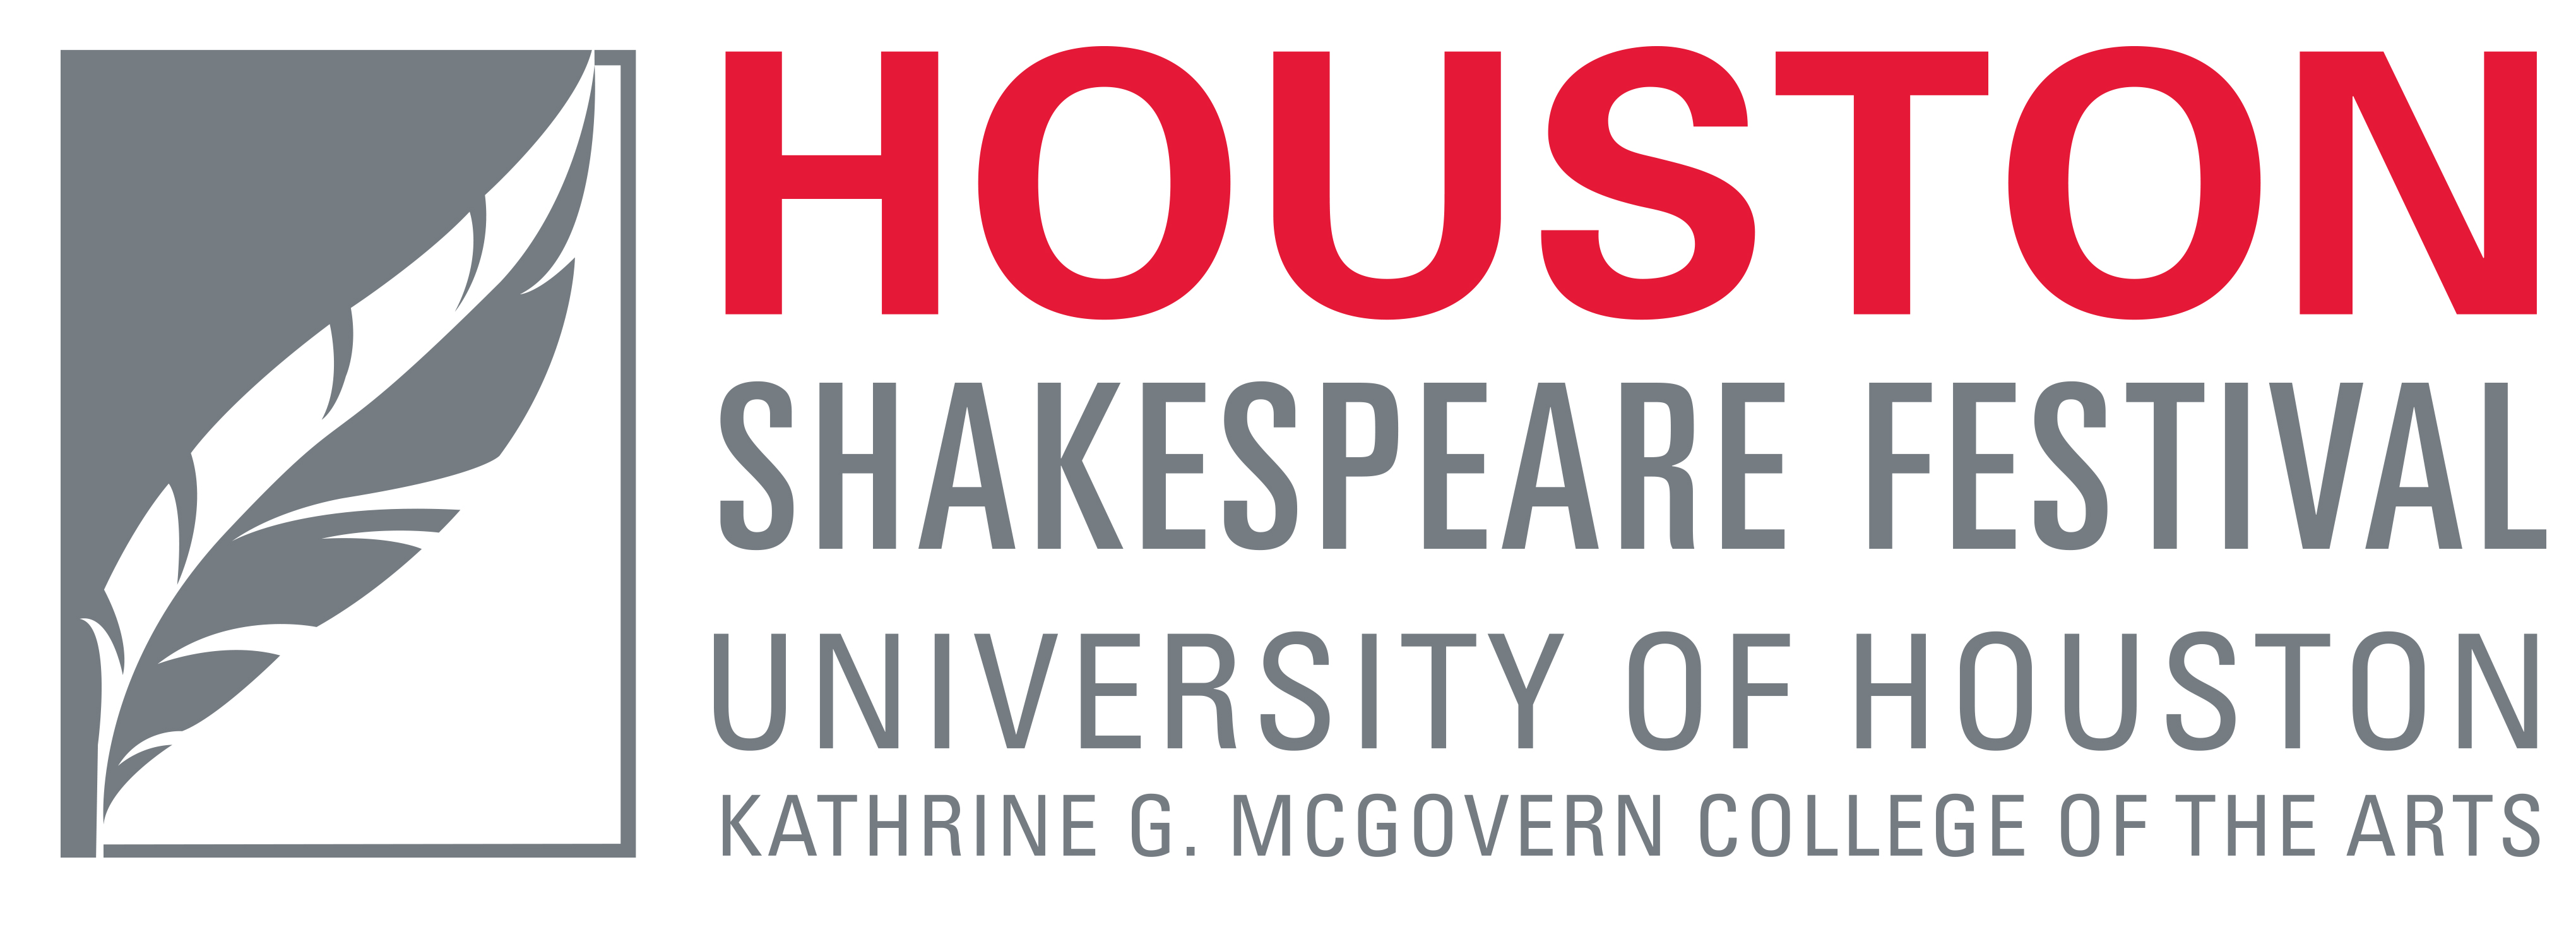 HOUSTON
SHAKESPEARE FESTIVAL
UNIVERSITY OF HOUSTON
KATHRINE G. MCGOVERN COLLEGE OF THE ARTS